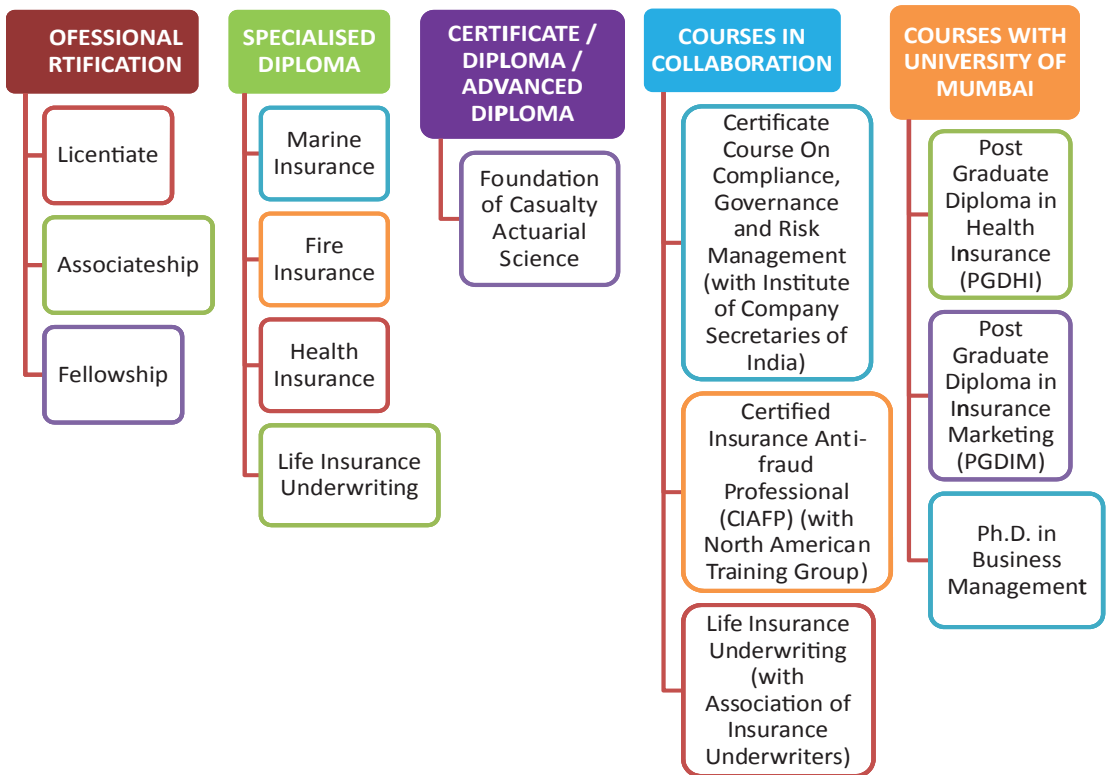 OFESSIONAL
RTIFICATION
Licentiate
Associateship
Fellowship
SPECIALISED
DIPLOMA
Marine
Insurance
Fire
Insurance
Health
Insurance
Life Insurance
Underwriting
CERTIFICATE /
DIPLOMA /
ADVANCED
DIPLOMA
Foundation
of Casualty
Actuarial
Science
COURSES IN
COLLABORATION
Certificate
Course On
Compliance,
Governance
and Risk
Management
(with Institute
of Company
Secretaries of
India)
Certified
Insurance Anti-
fraud
Professional
(CIAFP) (with
North American
Training Group)
Life Insurance
Underwriting
(with
Association of
Insurance
Underwriters)
COURSES WITH
UNIVERSITY OF
MUMBAI
Post
Graduate
Diploma in
Health
Insurance
(PGDHI)
Post
Graduate
Diploma in
Insurance
Marketing
(PGDIM)
Ph.D. in
Business
Management